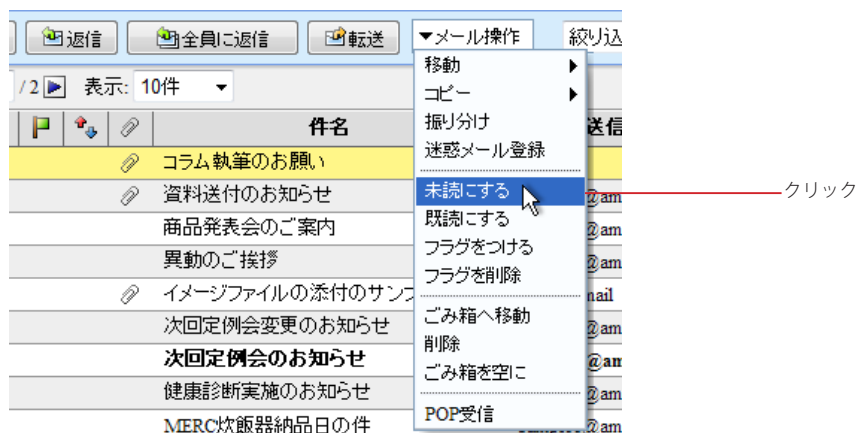 返信 全員に返信 転送 ▼メール操作 絞り込
/2 表示: 10件
件名 送信
コラム執筆のお願い
資料送付のお知らせ @am
商品発表会のご案内 @am
異動のご挨拶 @am
イメージファイルの添付のサンプ mail
次回定例会変更のお知らせ @am
次回定例会のお知らせ @am
健康診断実施のお知らせ @am
MERC炊飯器納品日の件 @am
移動
コピー
振り分け
迷惑メール登録
未読にする
既読にする
フラグをつける
フラグを削除
ごみ箱へ移動
削除
ごみ箱を空に
POP受信
クリック